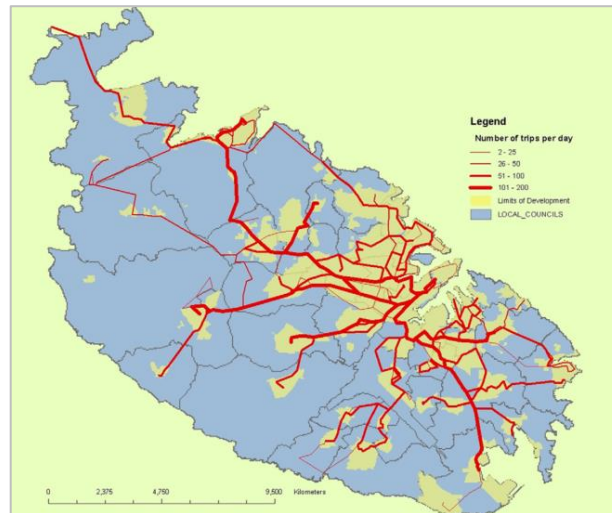 Legend
Number of trips per day
2 - 25
26 - 50
51 - 100
101 - 200
Limits of Development
LOCAL_COUNCILS
0 2,375 4,750 9,500 Kilometers